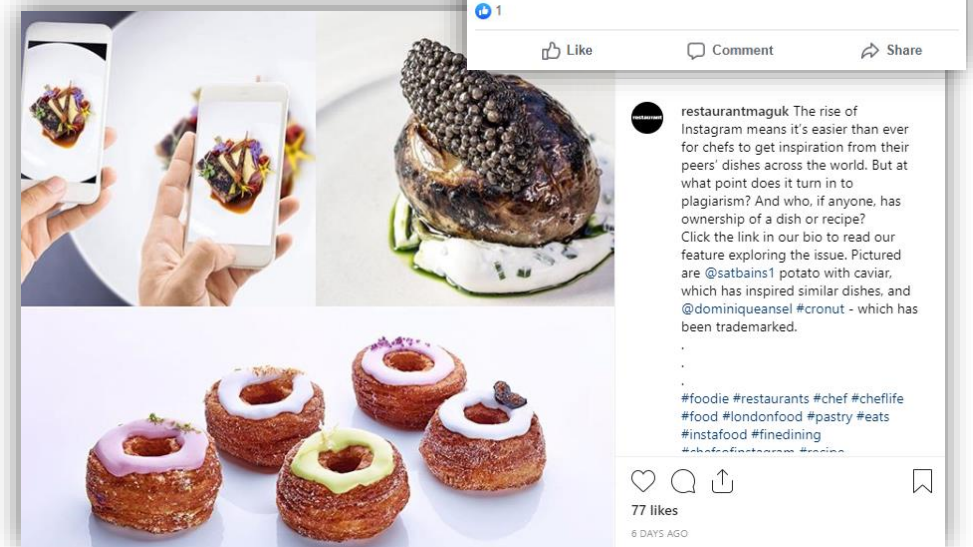 1
Like Comment Share
restaurant
restaurantmaguk The rise of
Instagram means it's easier than ever
for chefs to get inspiration from their
peers' dishes across the world. But at
what point does it turn in to
plagiarism? And who, if anyone, has
ownership of a dish or recipe?
Click the link in our bio to read our
feature exploring the issue. Pictured
are @satbains1 potato with caviar,
which has inspired similar dishes, and
@dominiqueansel #cronut - which has
been trademarked.
.
.
.
#foodie #restaurants #chef #cheflife
#food #londonfood #pastry #eats
#instafood #finedining
#chefsofinstagram #recipe
77 likes
6 DAYS AGO